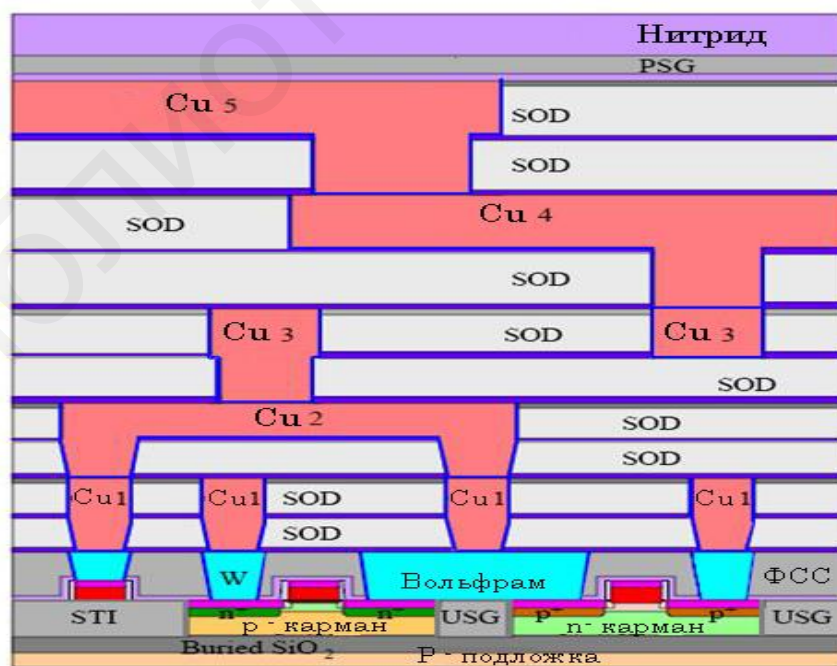 Нитрид
PSG
Cu 5
SOD
SOD
SOD
Cu 4
SOD
Cu 3
SOD
Cu 3
SOD
Cu 2
SOD
SOD
Cu1
Cu1
SOD
Cu1
Cu1
SOD
W
Вольфрам
ФСС
STI
n+
n+
USG
p+
p+
USG
p - карман
n- карман
Buried SiO2
P - подложка